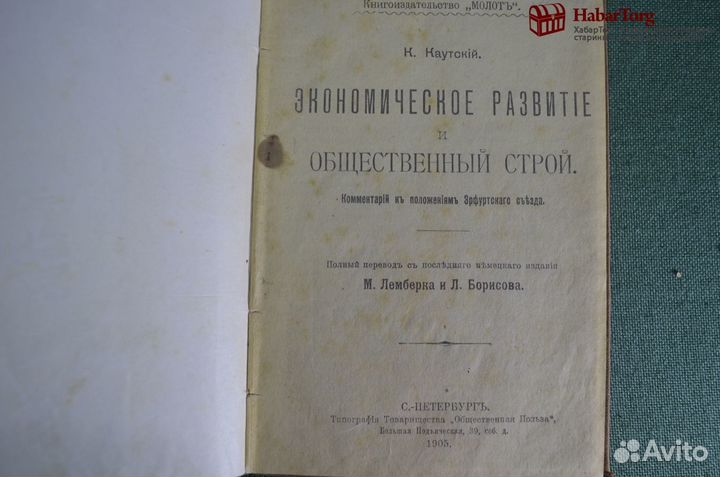 Книгоиздательство „МОЛОТЪ“.
HabarTorg
К. Каутскій.
ЭКОНОМИЧЕСКОЕ РАЗВИТІЕ
И
ОБЩЕСТВЕННЫЙ СТРОЙ.
Комментарій къ положеніямъ Эрфуртскаго съѣзда.
Полный переводъ съ послѣдняго нѣмецкаго изданія
М. Лемберка и Л. Борисова.
С.-ПЕТЕРБУРГЪ.
Типографія Товарищества „Общественная Польза“,
Большая Подъяческая, 39, соб. д.
1905.
Avito